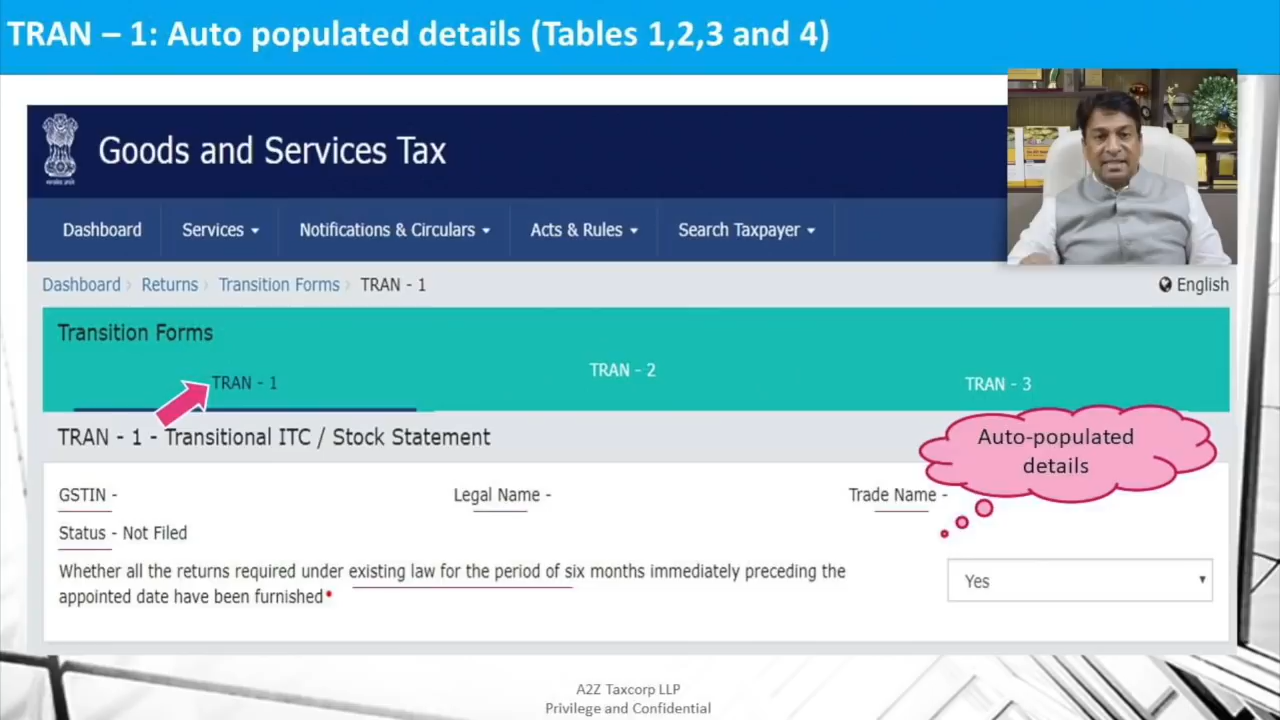 TRAN – 1: Auto populated details (Tables 1,2,3 and 4)
Goods and Services Tax
Dashboard Services Notifications & Circulars Acts & Rules Search Taxpayer
Dashboard Returns Transition Forms TRAN - 1 English
Transition Forms
TRAN - 1 TRAN - 2 TRAN - 3
TRAN - 1 - Transitional ITC / Stock Statement
Auto-populated
details
GSTIN - Legal Name - Trade Name -
Status - Not Filed
Whether all the returns required under existing law for the period of six months immediately preceding the
appointed date have been furnished*
Yes
A2Z Taxcorp LLP
Privilege and Confidential